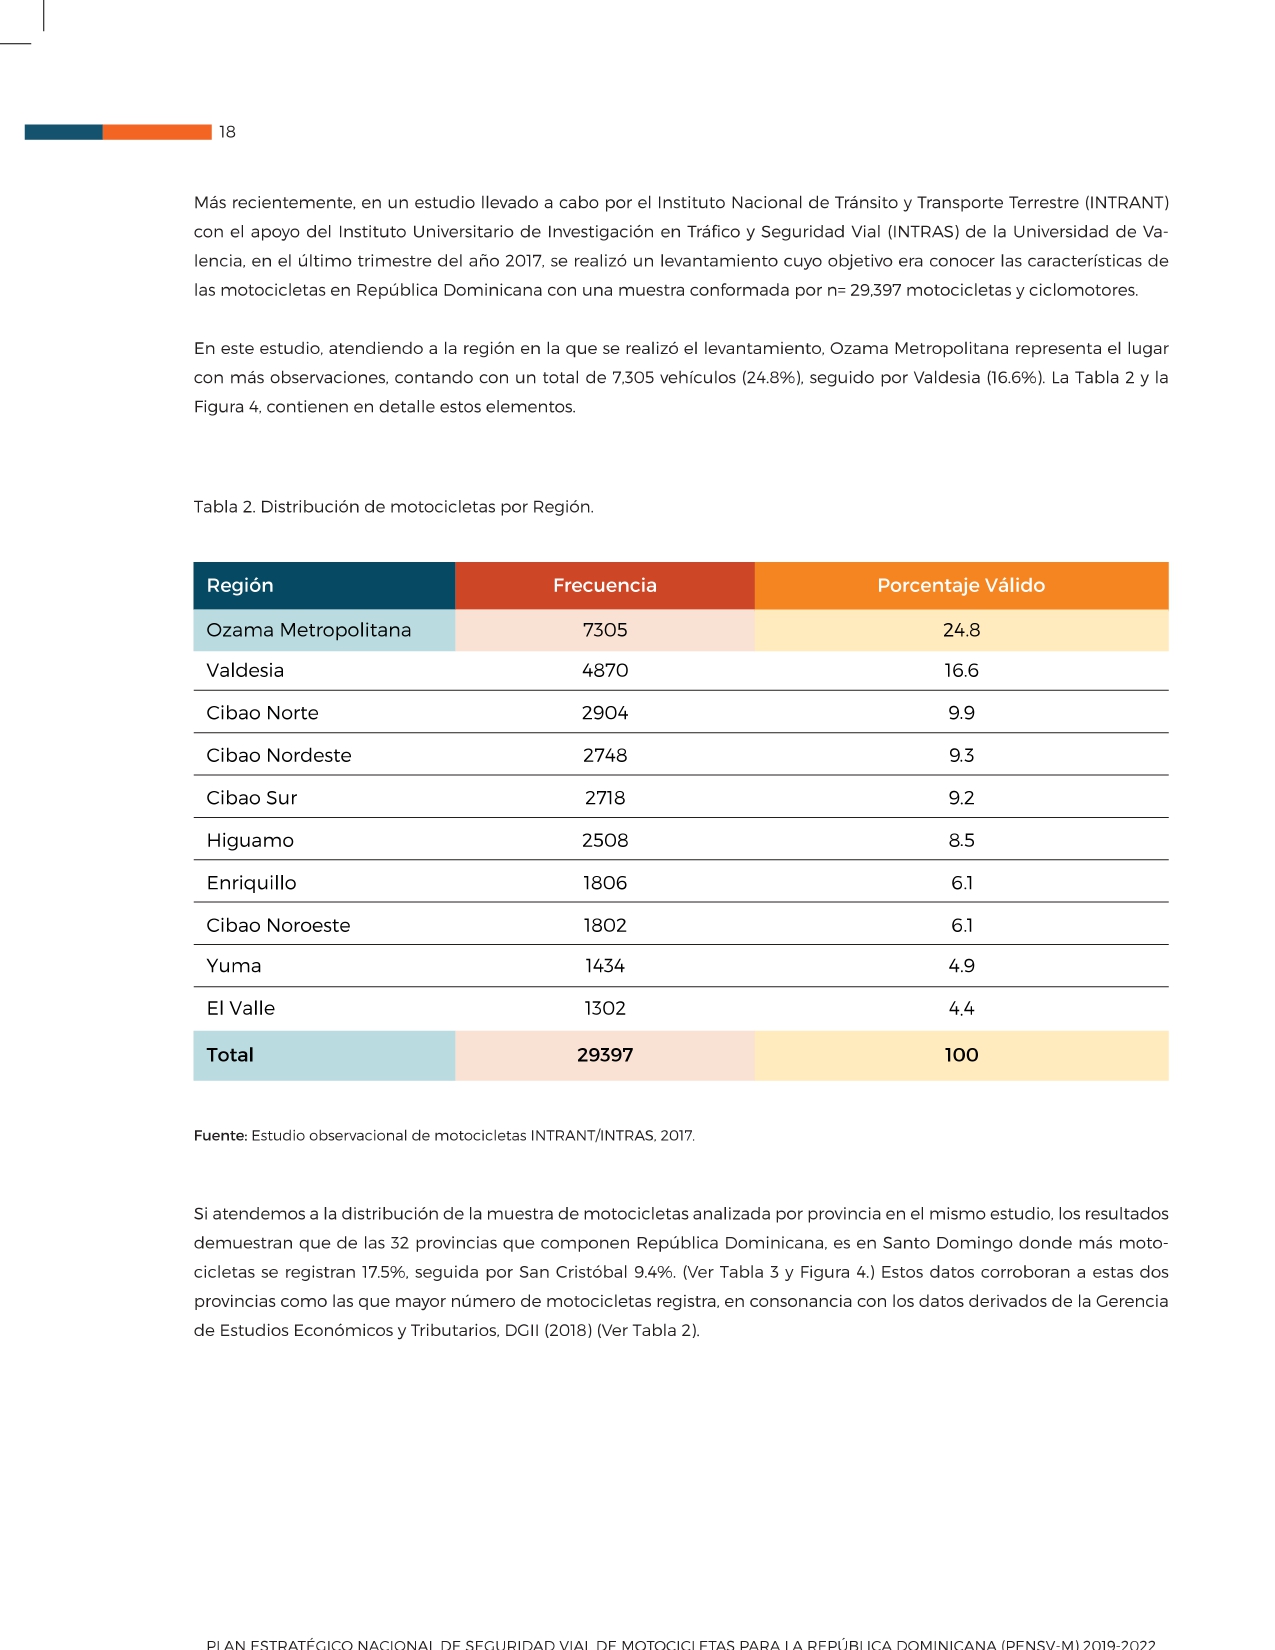 18
Más recientemente, en un estudio llevado a cabo por el Instituto Nacional de Tránsito y Transporte Terrestre (INTRANT)
con el apoyo del Instituto Universitario de Investigación en Tráfico y Seguridad Vial (INTRAS) de la Universidad de Va-
lencia, en el último trimestre del año 2017, se realizó un levantamiento cuyo objetivo era conocer las características de
las motocicletas en República Dominicana con una muestra conformada por n= 29,397 motocicletas y ciclomotores.
En este estudio, atendiendo a la región en la que se realizó el levantamiento, Ozama Metropolitana representa el lugar
con más observaciones, contando con un total de 7,305 vehículos (24.8%), seguido por Valdesia (16.6%). La Tabla 2 y la
Figura 4, contienen en detalle estos elementos.
Tabla 2. Distribución de motocicletas por Región.
Región Frecuencia Porcentaje Válido
Ozama Metropolitana 7305 24.8
Valdesia 4870 16.6
Cibao Norte 2904 9.9
Cibao Nordeste 2748 9.3
Cibao Sur 2718 9.2
Higuamo 2508 8.5
Enriquillo 1806 6.1
Cibao Noroeste 1802 6.1
Yuma 1434 4.9
El Valle 1302 4.4
Total 29397 100
Fuente: Estudio observacional de motocicletas INTRANT/INTRAS, 2017.
Si atendemos a la distribución de la muestra de motocicletas analizada por provincia en el mismo estudio, los resultados
demuestran que de las 32 provincias que componen República Dominicana, es en Santo Domingo donde más moto-
cicletas se registran 17.5%, seguida por San Cristóbal 9.4%. (Ver Tabla 3 y Figura 4.) Estos datos corroboran a estas dos
provincias como las que mayor número de motocicletas registra, en consonancia con los datos derivados de la Gerencia
de Estudios Económicos y Tributarios, DGII (2018) (Ver Tabla 2).
PLAN ESTRATÉGICO NACIONAL DE SEGURIDAD VIAL DE MOTOCICLETAS PARA LA REPÚBLICA DOMINICANA (PENSV-M) 2019-2022